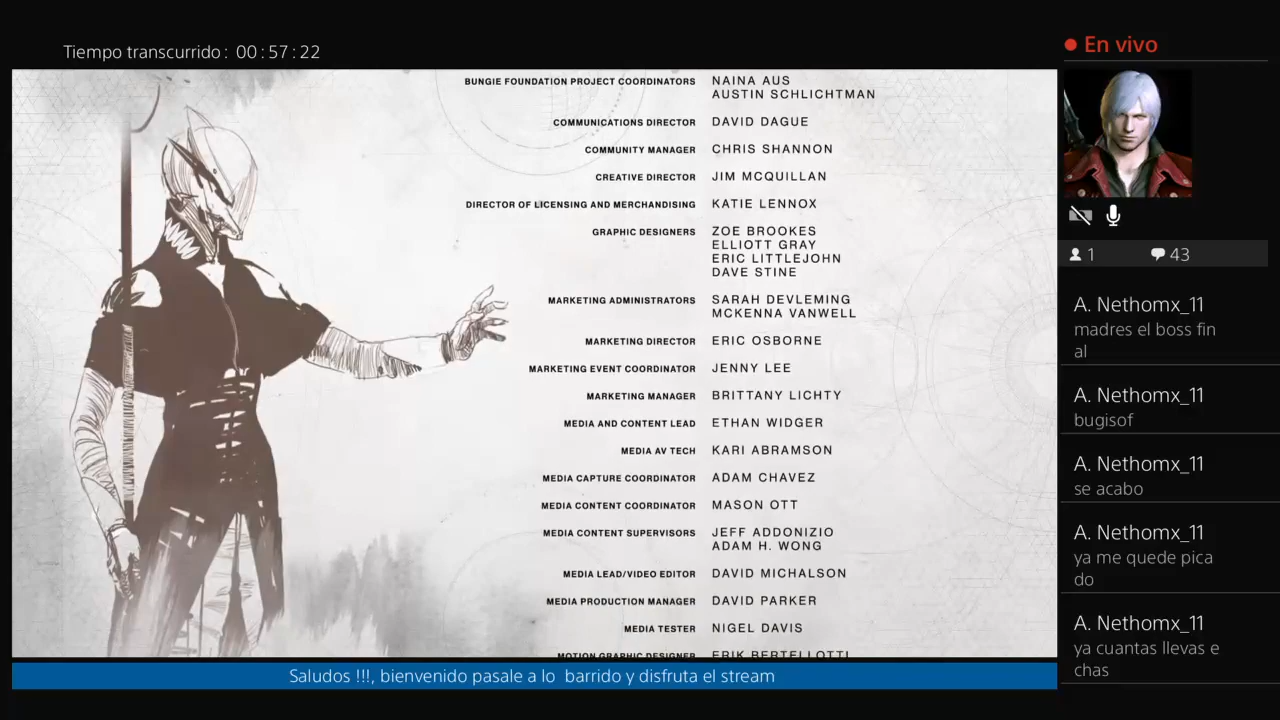 Tiempo transcurrido : 00:57:22
En vivo
BUNGIE FOUNDATION PROJECT COORDINATORS NAINA AUS
AUSTIN SCHLICHTMAN
COMMUNICATIONS DIRECTOR DAVID DAGUE
COMMUNITY MANAGER CHRIS SHANNON
CREATIVE DIRECTOR JIM MCQUILLAN
DIRECTOR OF LICENSING AND MERCHANDISING KATIE LENNOX
GRAPHIC DESIGNERS ZOE BROOKES
ELLIOTT GRAY
ERIC LITTLEJOHN
DAVE STINE
MARKETING ADMINISTRATORS SARAH DEVLEMING
MCKENNA VANWELL
MARKETING DIRECTOR ERIC OSBORNE
MARKETING EVENT COORDINATOR JENNY LEE
MARKETING MANAGER BRITTANY LICHTY
MEDIA AND CONTENT LEAD ETHAN WIDGER
MEDIA AV TECH KARI ABRAMSON
MEDIA CAPTURE COORDINATOR ADAM CHAVEZ
MEDIA CONTENT COORDINATOR MASON OTT
MEDIA CONTENT SUPERVISORS JEFF ADDONIZIO
ADAM H. WONG
MEDIA LEAD/VIDEO EDITOR DAVID MICHALSON
MEDIA PRODUCTION MANAGER DAVID PARKER
MEDIA TESTER NIGEL DAVIS
MOTION GRAPHIC DESIGNER ERIK BERTELLOTTI
Saludos !!!, bienvenido pasale a lo barrido y disfruta el stream
1 43
A. Nethomx_11
madres el boss fin
al
A. Nethomx_11
bugisof
A. Nethomx_11
se acabo
A. Nethomx_11
ya me quede pica
do
A. Nethomx_11
ya cuantas llevas e
chas